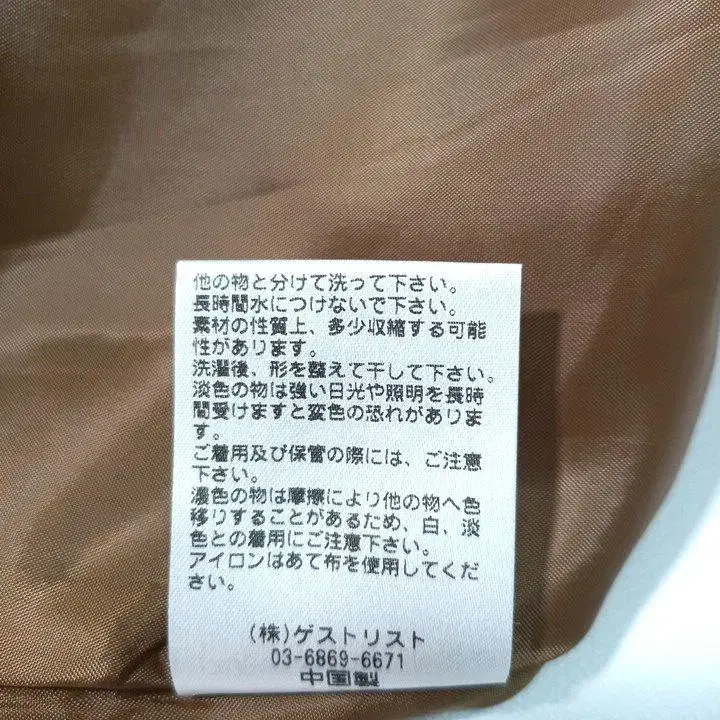 他の物と分けて洗って下さい。
長時間水につけないで下さい。
素材の性質上、多少収縮する可能
性があります。
洗濯後、形を整えて干して下さい。
淡色の物は強い日光や照明を長時
間受けますと変色の恐れがありま
す。
ご着用及び保管の際には、ご注意
下さい。
濃色の物は摩擦により他の物へ色
移りすることがあるため、白、淡
色との着用にご注意下さい。
アイロンはあて布を使用してくだ
さい。
(株)ゲストリスト
03-6869-6671
中国製